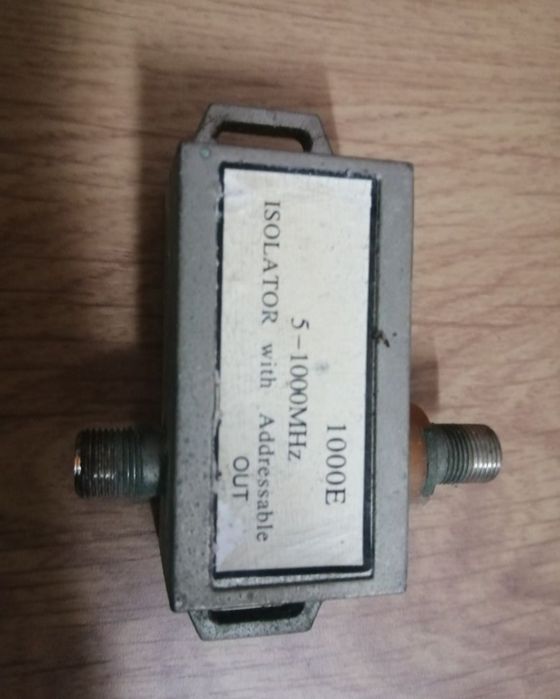 1000E
5-1000MHz
ISOLATOR with Addressable
OUT